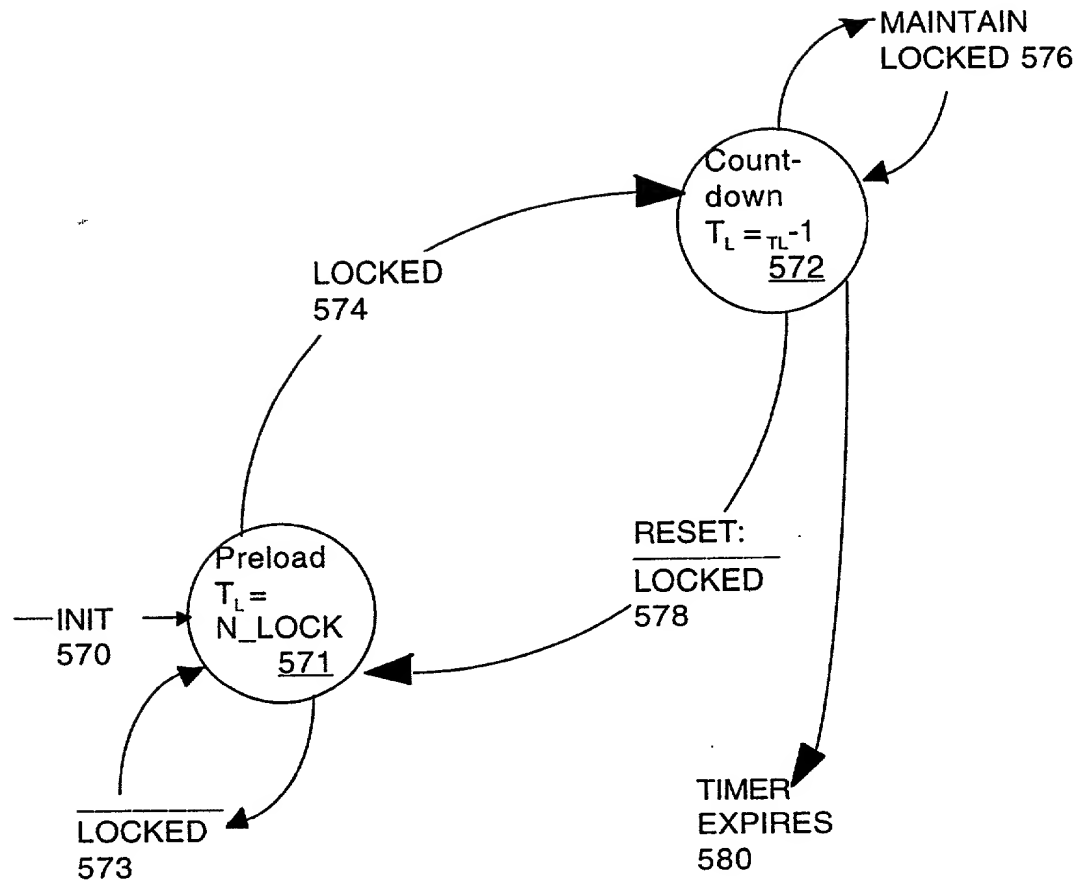 MAINTAIN
LOCKED 576
Count-
down
T_L = TL-1
572
LOCKED
574
RESET:
LOCKED
578
Preload
T_L =
N_LOCK
571
INIT
570
TIMER
EXPIRES
580
LOCKED
573